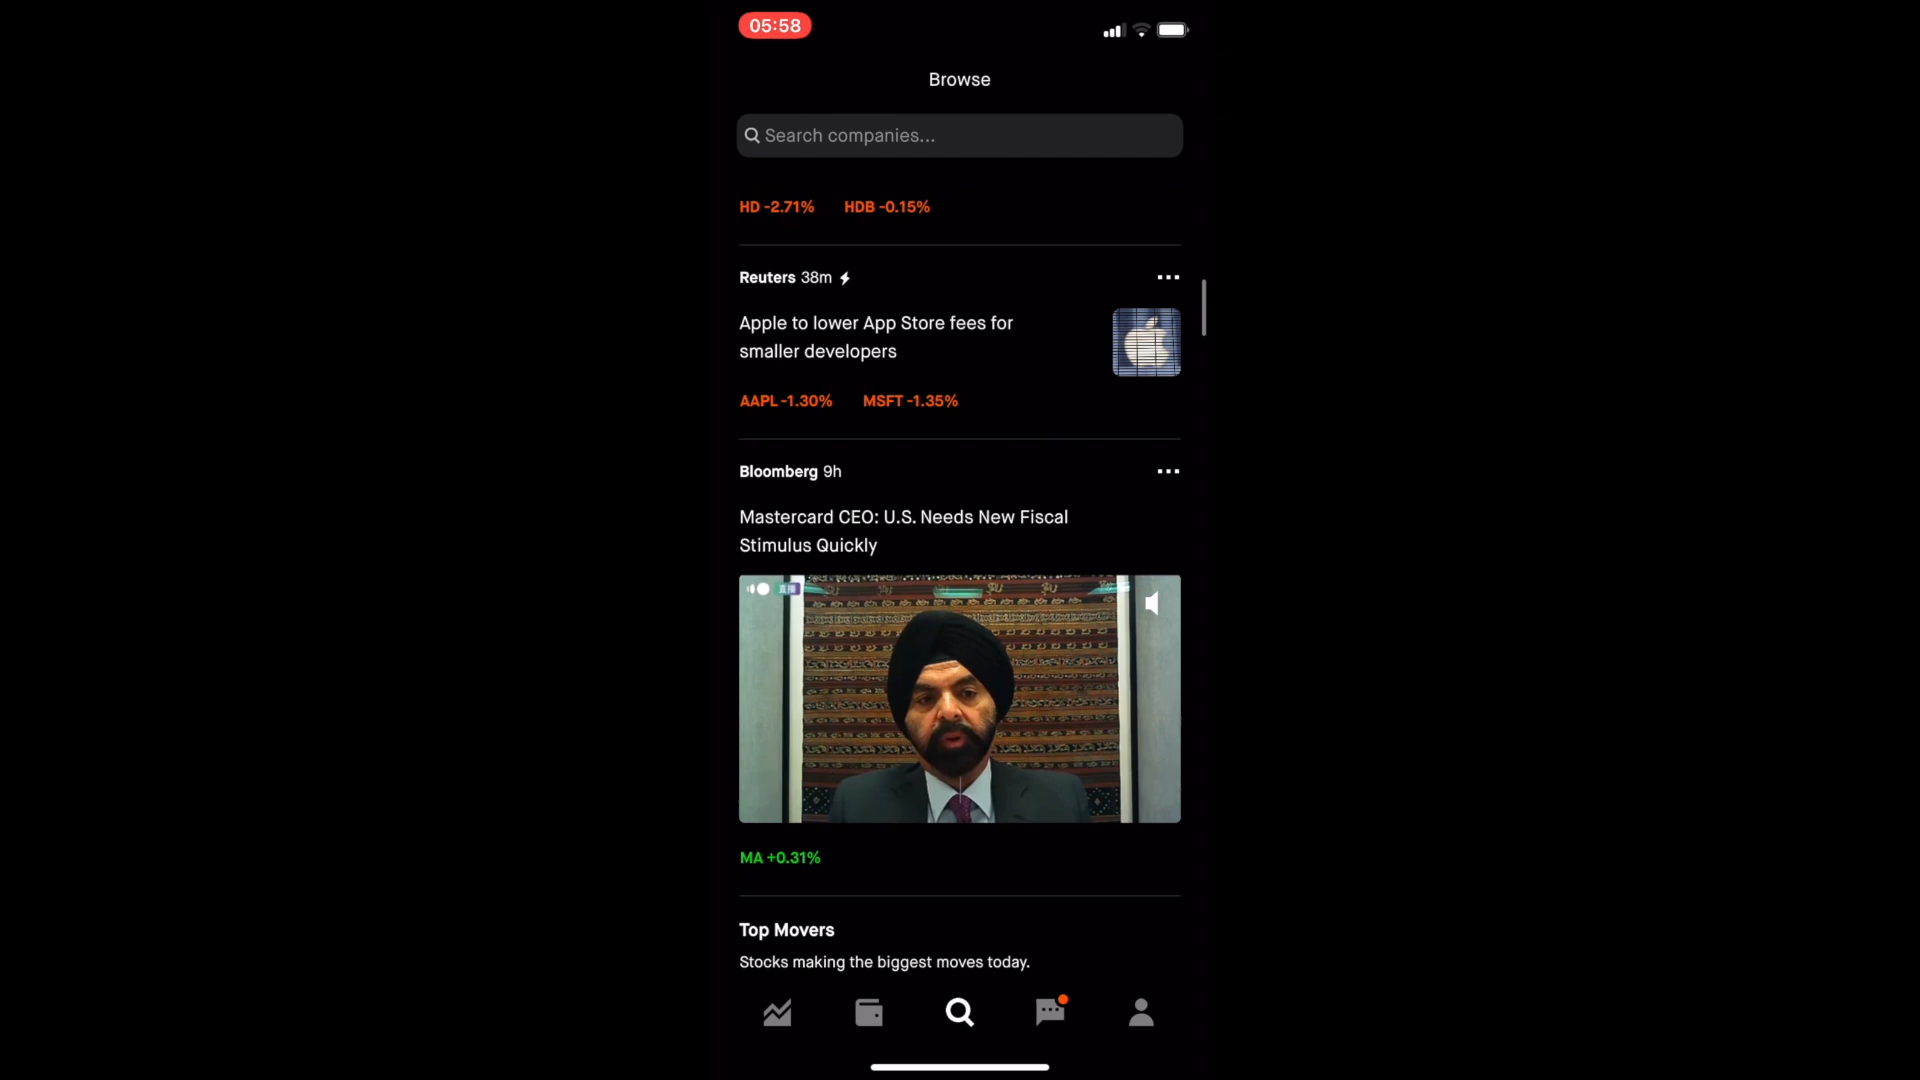 05:58
Browse
Search companies...
HD -2.71% HDB -0.15%
Reuters 38m
Apple to lower App Store fees for
smaller developers
AAPL -1.30% MSFT -1.35%
Bloomberg 9h
Mastercard CEO: U.S. Needs New Fiscal
Stimulus Quickly
直播
MA +0.31%
Top Movers
Stocks making the biggest moves today.